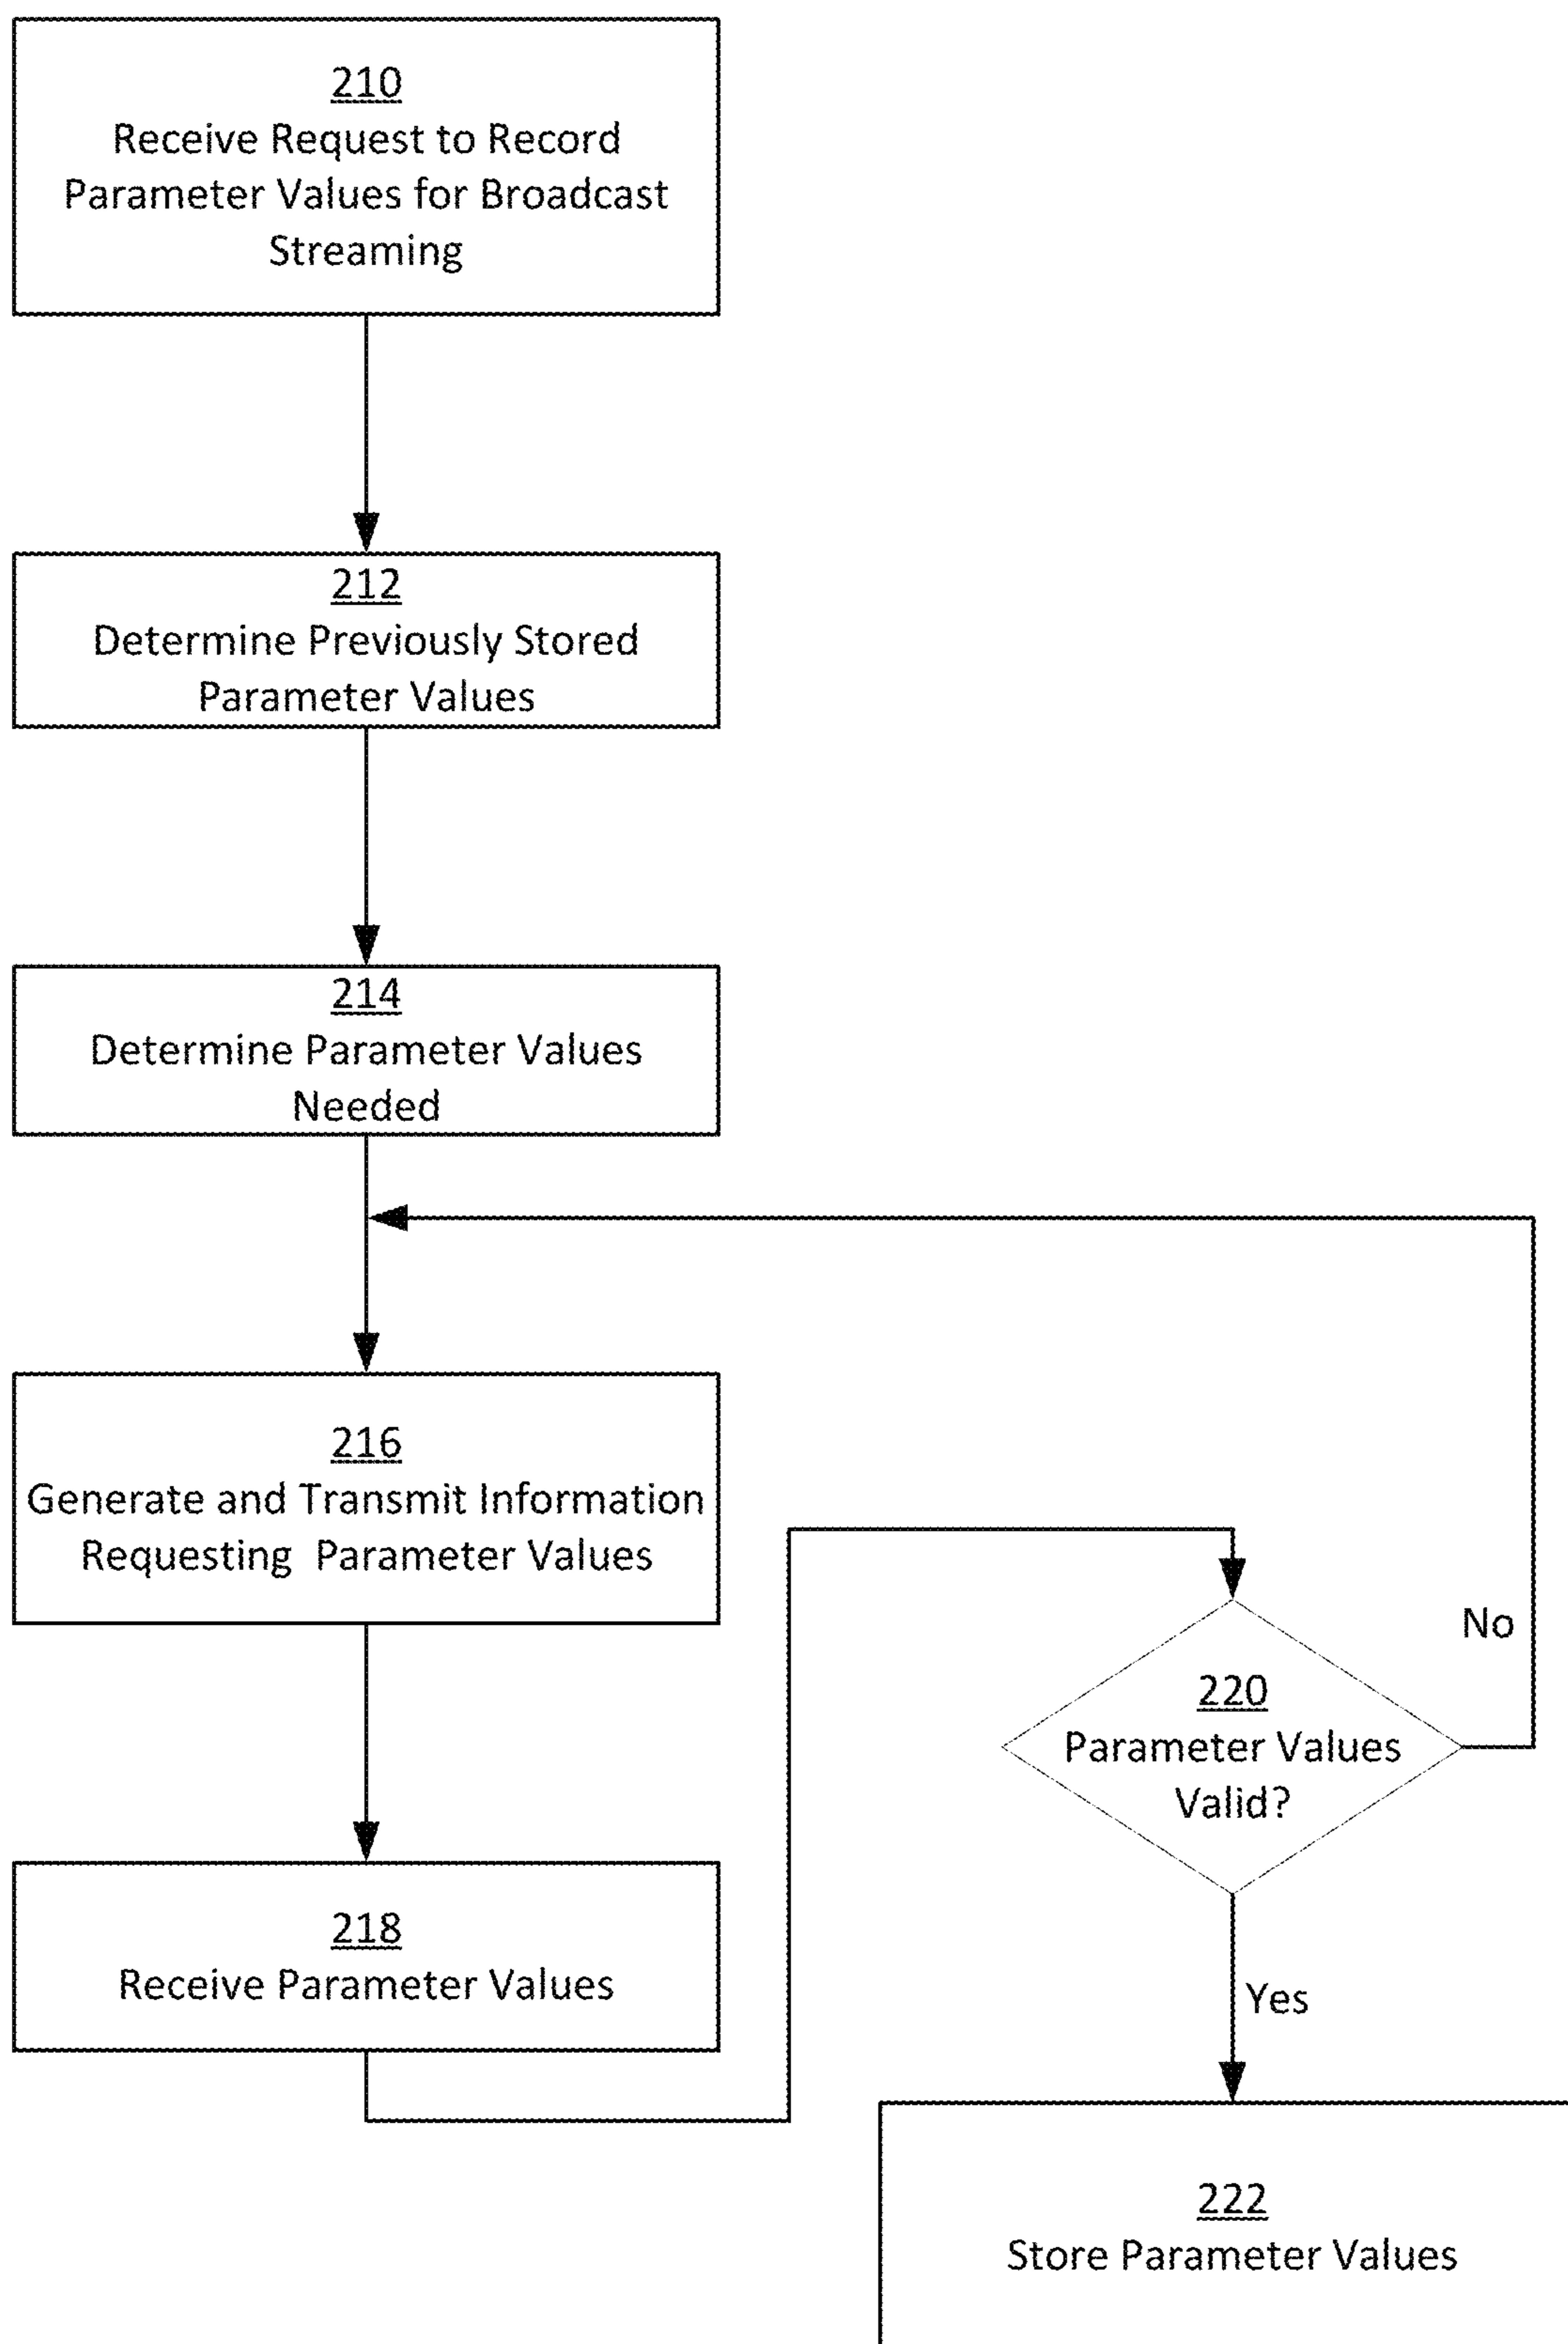 210
Receive Request to Record
Parameter Values for Broadcast
Streaming
212
Determine Previously Stored
Parameter Values
214
Determine Parameter Values
Needed
216
Generate and Transmit Information
Requesting Parameter Values
218
Receive Parameter Values
220
Parameter Values
Valid?
No
Yes
222
Store Parameter Values